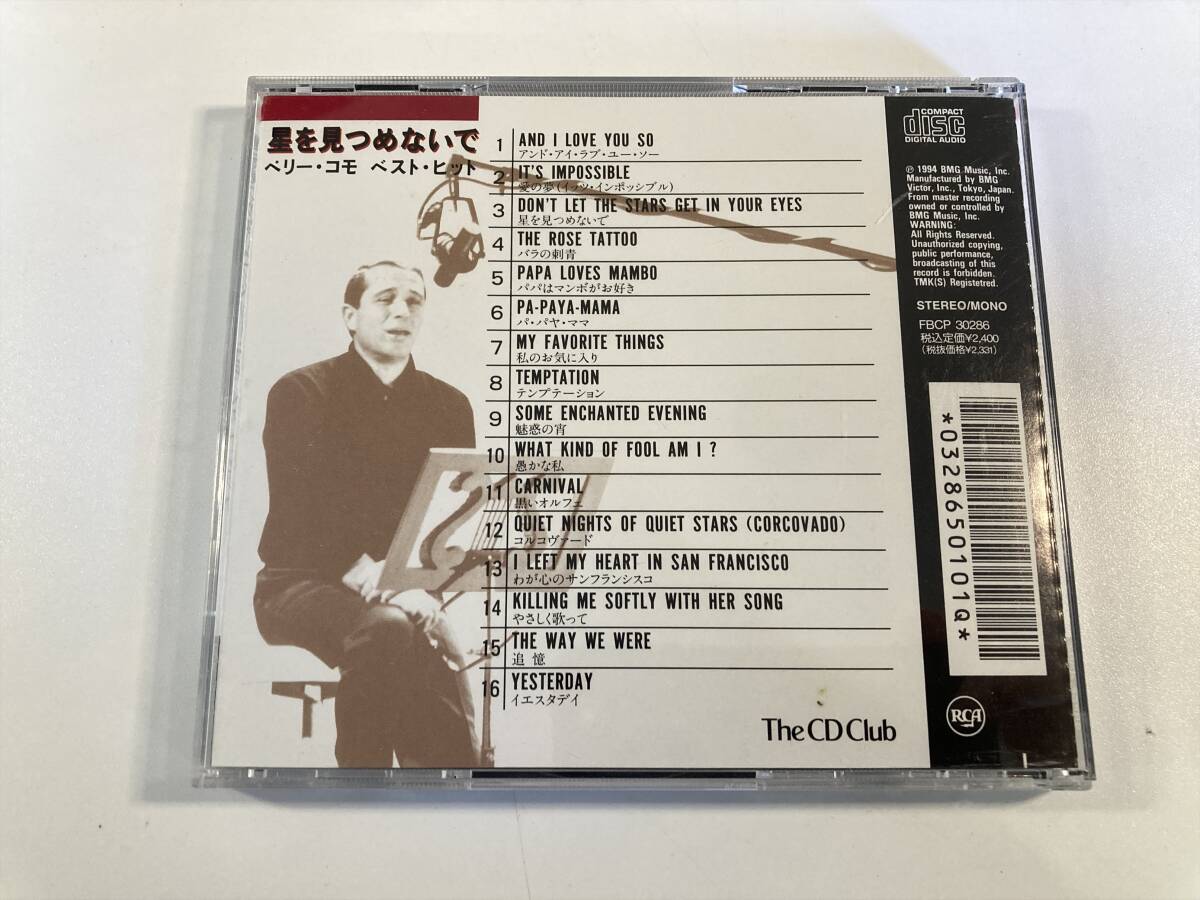 星を見つめないで
ペリー・コモ ベスト・ヒット
1 AND I LOVE YOU SO
アンド・アイ・ラブ・ユー・ソー
2 IT'S IMPOSSIBLE
愛の夢(イッツ・インポッシブル)
3 DON'T LET THE STARS GET IN YOUR EYES
星を見つめないで
4 THE ROSE TATTOO
バラの刺青
5 PAPA LOVES MAMBO
パパはマンボがお好き
6 PA-PAYA-MAMA
パ・パヤ・ママ
7 MY FAVORITE THINGS
私のお気に入り
8 TEMPTATION
テンプテーション
9 SOME ENCHANTED EVENING
魅惑の宵
10 WHAT KIND OF FOOL AM I ?
愚かな私
11 CARNIVAL
黒いオルフェ
12 QUIET NIGHTS OF QUIET STARS (CORCOVADO)
コルコヴァード
13 I LEFT MY HEART IN SAN FRANCISCO
わが心のサンフランシスコ
14 KILLING ME SOFTLY WITH HER SONG
やさしく歌って
15 THE WAY WE WERE
追 憶
16 YESTERDAY
イエスタデイ
The CD Club
COMPACT
disc
DIGITAL AUDIO
℗ 1994 BMG Music, Inc.
Manufactured by BMG
Victor, Inc., Tokyo, Japan.
From master recording
owned or controlled by
BMG Music, Inc.
WARNING:
All Rights Reserved.
Unauthorized copying,
public performance,
broadcasting of this
record is forbidden.
TMK(S) Registetred.
STEREO/MONO
FBCP 30286
税込定価¥2,400
(税抜価格¥2,331)
*0328650101Q*
RCA